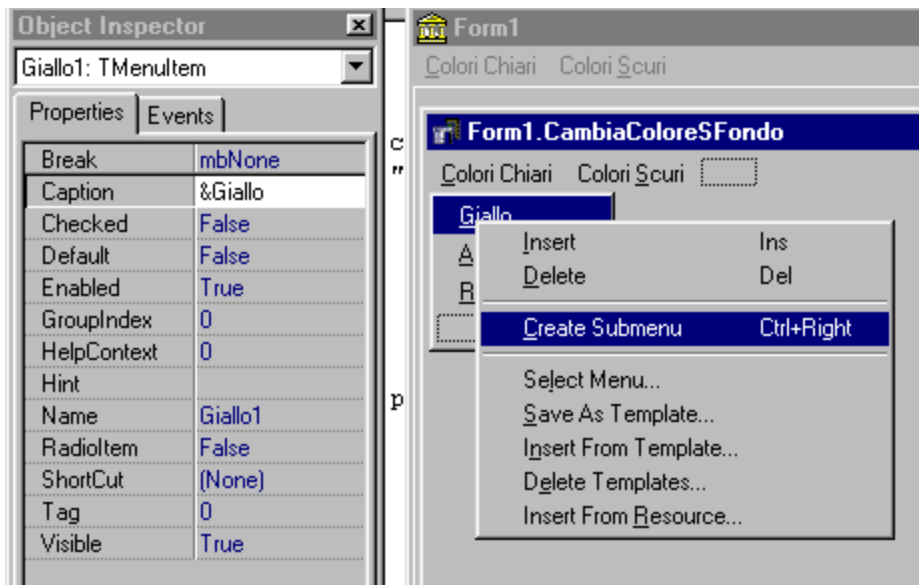 Object Inspector
Giallo1: TMenuItem
Properties Events
Break mbNone
Caption &Giallo
Checked False
Default False
Enabled True
GroupIndex 0
HelpContext 0
Hint
Name Giallo1
RadioItem False
ShortCut (None)
Tag 0
Visible True
c
"
p
Form1
Colori Chiari Colori Scuri
Form1.CambiaColoreSFondo
Colori Chiari Colori Scuri
Giallo
A
R
Insert Ins
Delete Del
Create Submenu Ctrl+Right
Select Menu...
Save As Template...
Insert From Template...
Delete Templates...
Insert From Resource...